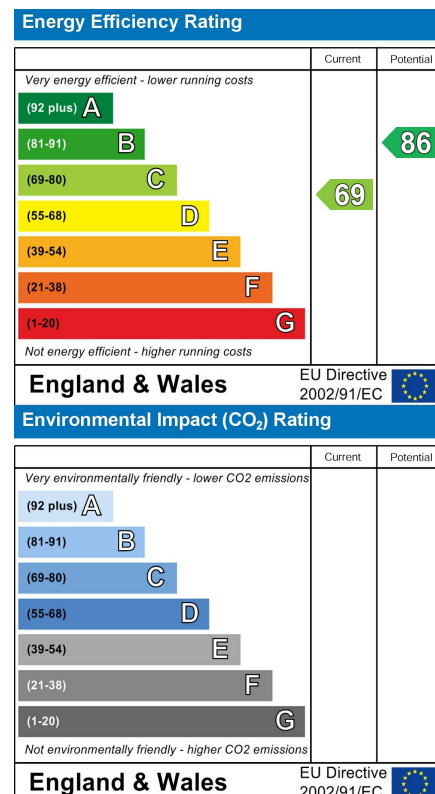 Energy Efficiency Rating
Current Potential
Very energy efficient - lower running costs
(92 plus) A
(81-91) B
86
(69-80) C
69
(55-68) D
(39-54) E
(21-38) F
(1-20) G
Not energy efficient - higher running costs
England & Wales
EU Directive
2002/91/EC
Environmental Impact (CO₂) Rating
Current Potential
Very environmentally friendly - lower CO2 emissions
(92 plus) A
(81-91) B
(69-80) C
(55-68) D
(39-54) E
(21-38) F
(1-20) G
Not environmentally friendly - higher CO2 emissions
England & Wales
EU Directive
2002/91/EC